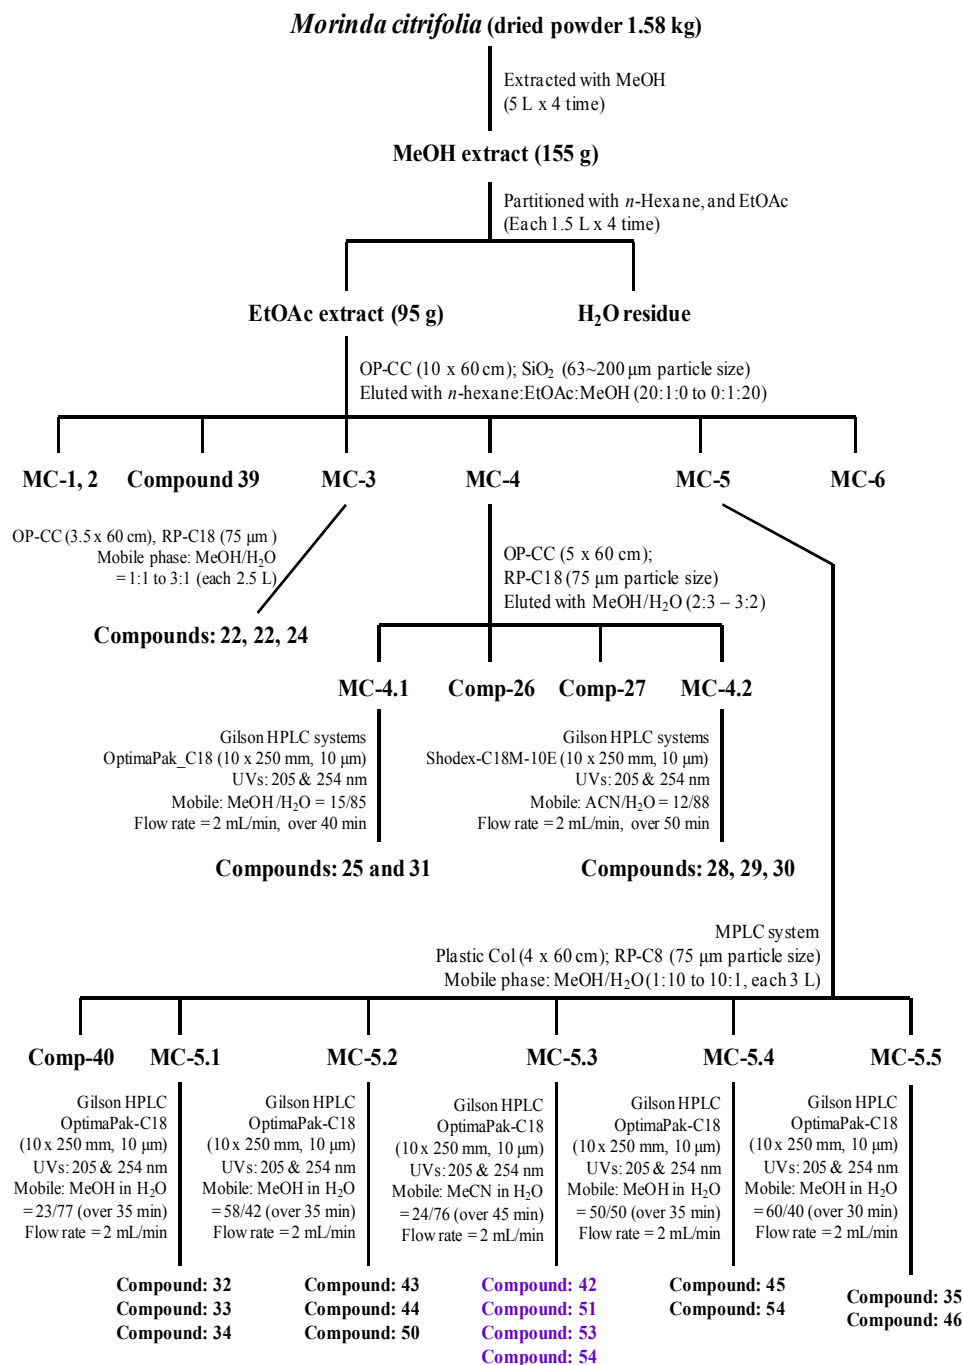 Morinda citrifolia (dried powder 1.58 kg)
Extracted with MeOH
(5 L x 4 time)
MeOH extract (155 g)
Partitioned with n-Hexane, and EtOAc
(Each 1.5 L x 4 time)
EtOAc extract (95 g)
H₂O residue
OP-CC (10 x 60 cm); SiO₂ (63~200 μm particle size)
Eluted with n-hexane:EtOAc:MeOH (20:1:0 to 0:1:20)
MC-1, 2
Compound 39
MC-3
MC-4
MC-5
MC-6
OP-CC (3.5 x 60 cm), RP-C18 (75 μm )
Mobile phase: MeOH/H₂O
= 1:1 to 3:1 (each 2.5 L)
Compounds: 22, 22, 24
OP-CC (5 x 60 cm);
RP-C18 (75 μm particle size)
Eluted with MeOH/H₂O (2:3 – 3:2)
MC-4.1
Comp-26
Comp-27
MC-4.2
Gilson HPLC systems
OptimaPak_C18 (10 x 250 mm, 10 μm)
UVs: 205 & 254 nm
Mobile: MeOH/H₂O = 15/85
Flow rate = 2 mL/min, over 40 min
Compounds: 25 and 31
Gilson HPLC systems
Shodex-C18M-10E (10 x 250 mm, 10 μm)
UVs: 205 & 254 nm
Mobile: ACN/H₂O = 12/88
Flow rate = 2 mL/min, over 50 min
Compounds: 28, 29, 30
MPLC system
Plastic Col (4 x 60 cm); RP-C8 (75 μm particle size)
Mobile phase: MeOH/H₂O (1:10 to 10:1, each 3 L)
Comp-40
MC-5.1
MC-5.2
MC-5.3
MC-5.4
MC-5.5
Gilson HPLC
OptimaPak-C18
(10 x 250 mm, 10 μm)
UVs: 205 & 254 nm
Mobile: MeOH in H₂O
= 23/77 (over 35 min)
Flow rate = 2 mL/min
Compound: 32
Compound: 33
Compound: 34
Gilson HPLC
OptimaPak-C18
(10 x 250 mm, 10 μm)
UVs: 205 & 254 nm
Mobile: MeOH in H₂O
= 58/42 (over 35 min)
Flow rate = 2 mL/min
Compound: 43
Compound: 44
Compound: 50
Gilson HPLC
OptimaPak-C18
(10 x 250 mm, 10 μm)
UVs: 205 & 254 nm
Mobile: MeCN in H₂O
= 24/76 (over 45 min)
Flow rate = 2 mL/min
Compound: 42
Compound: 51
Compound: 53
Compound: 54
Gilson HPLC
OptimaPak-C18
(10 x 250 mm, 10 μm)
UVs: 205 & 254 nm
Mobile: MeOH in H₂O
= 50/50 (over 35 min)
Flow rate = 2 mL/min
Compound: 45
Compound: 54
Gilson HPLC
OptimaPak-C18
(10 x 250 mm, 10 μm)
UVs: 205 & 254 nm
Mobile: MeOH in H₂O
= 60/40 (over 30 min)
Flow rate = 2 mL/min
Compound: 35
Compound: 46